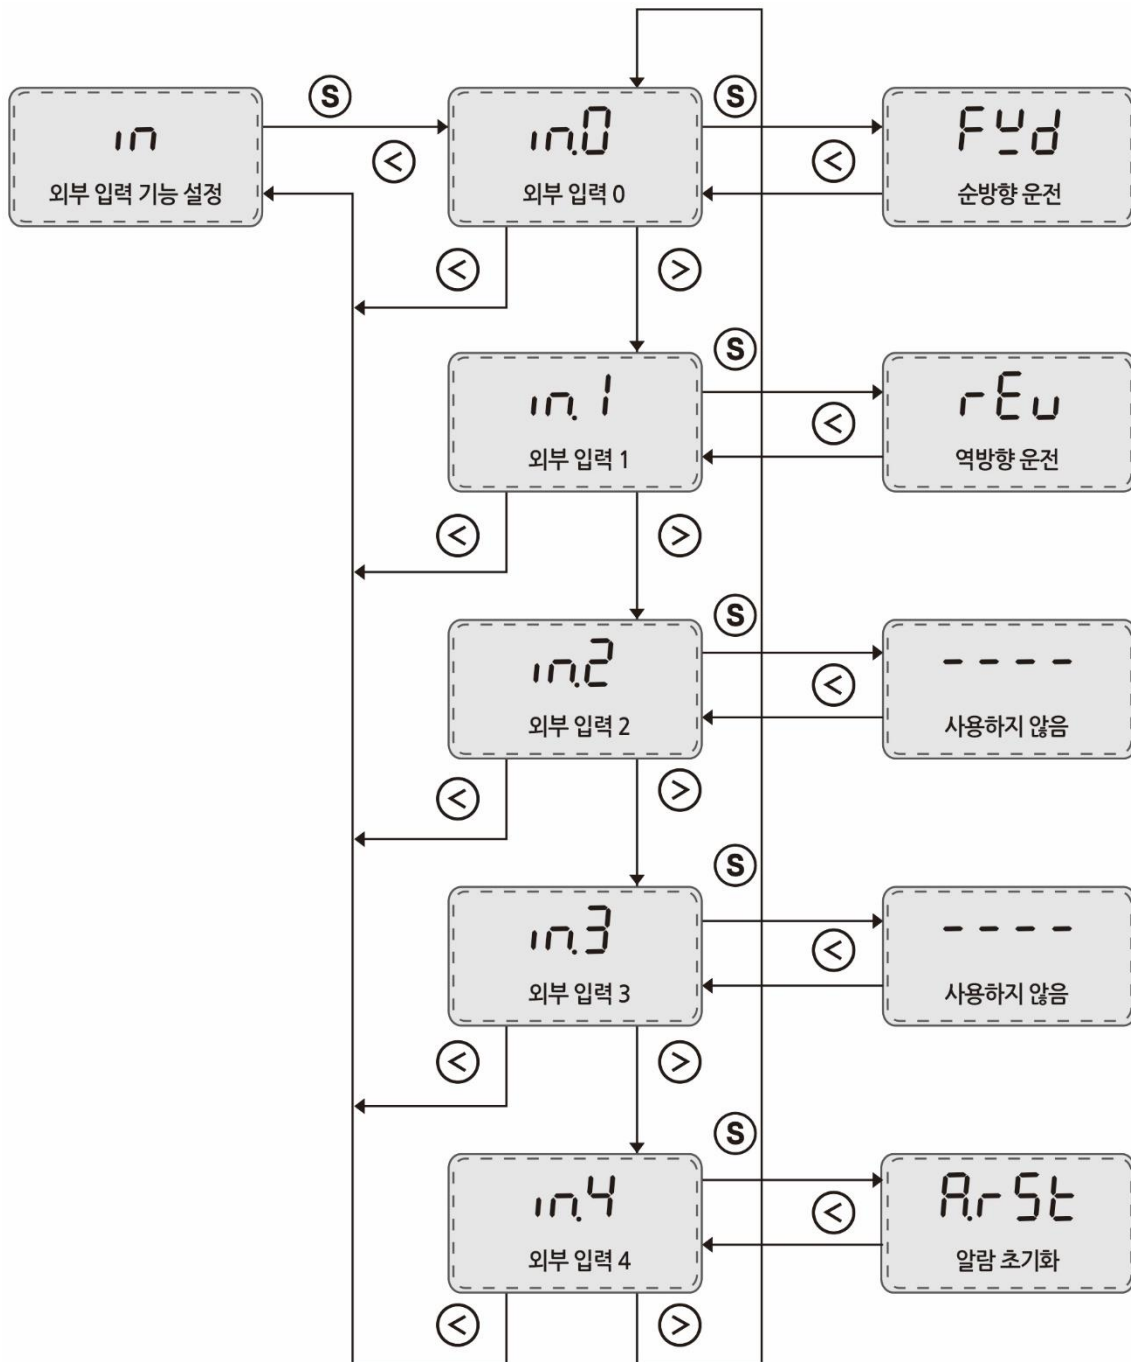 S
S
in
in.0
Fwd
<
<
외부 입력 기능 설정
외부 입력 0
순방향 운전
<
>
S
in.1
rEv
<
외부 입력 1
역방향 운전
<
>
S
in.2
----
<
외부 입력 2
사용하지 않음
<
>
S
in.3
----
<
외부 입력 3
사용하지 않음
<
>
S
in.4
A.rSt
<
외부 입력 4
알람 초기화
<
>